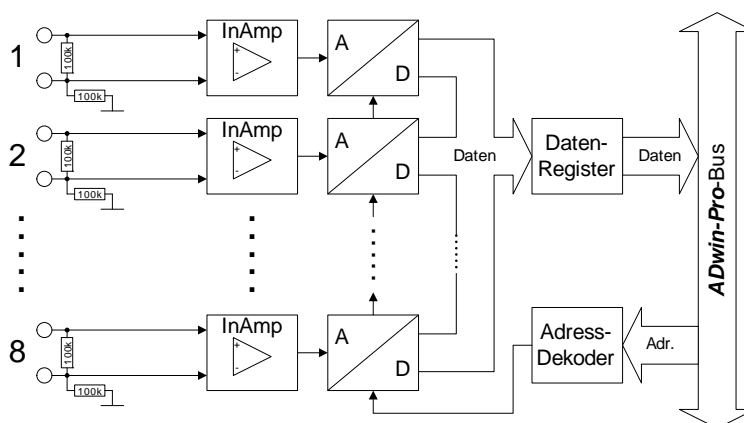 1
100k
100k
InAmp
+
-
A
D
2
100k
100k
InAmp
+
-
A
D
Daten
Daten-
Register
Daten
8
100k
100k
InAmp
+
-
A
D
Adress-
Dekoder
Adr.
ADwin-Pro-Bus